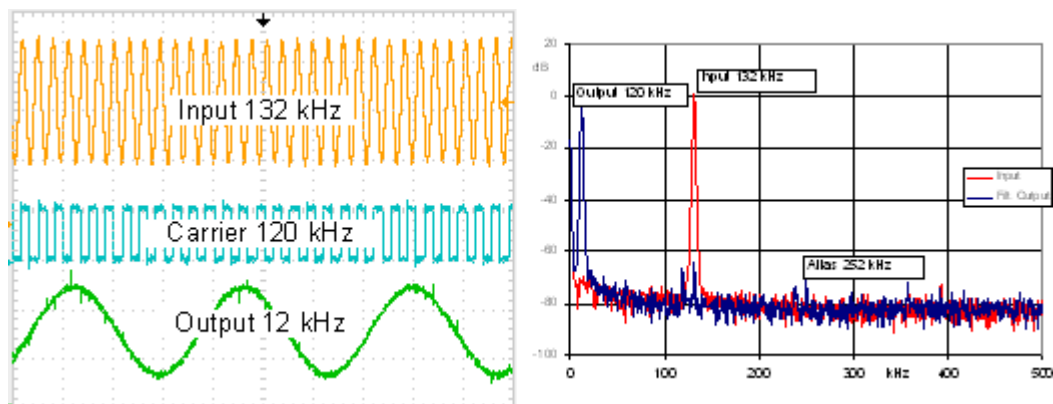 Input 132 kHz
Carrier 120 kHz
Output 12 kHz
20
dB
0
-20
-40
-60
-80
-100
Output 120 kHz
Input 132 kHz
Input
Filt. Output
Alias 252 kHz
0
100
200
300
kHz
400
500